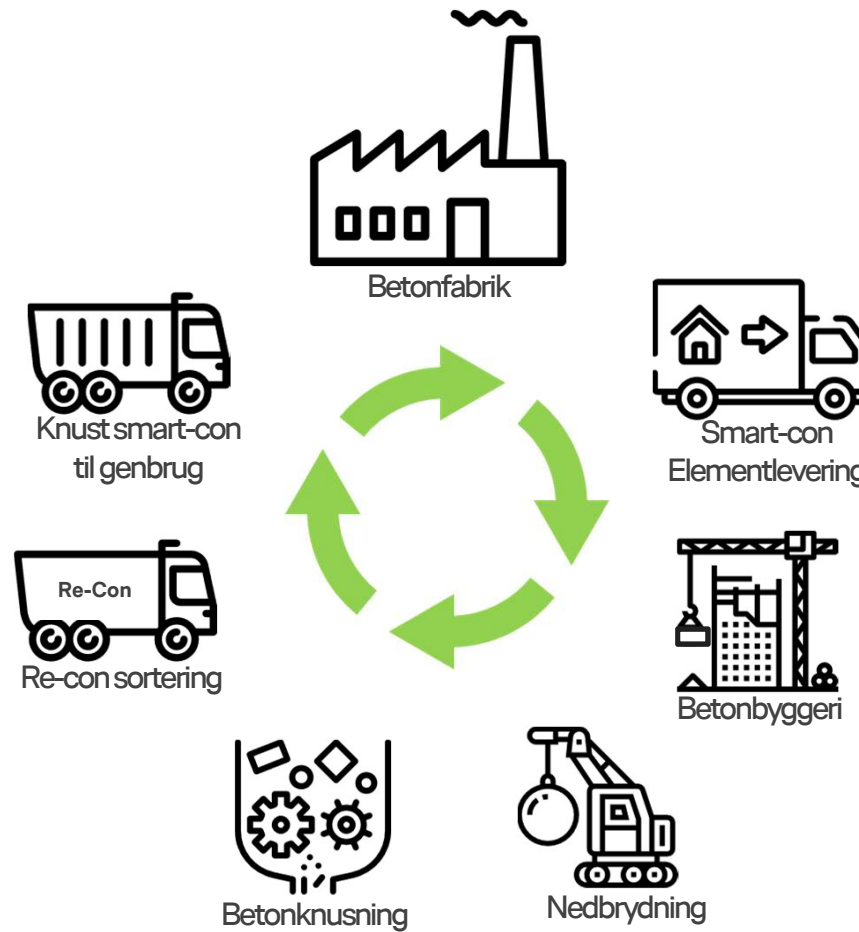 Betonfabrik
Smart-con
Elementlevering
Betonbyggeri
Nedbrydning
Betonknusning
Re-Con
Re-con sortering
Knust smart-con
til genbrug